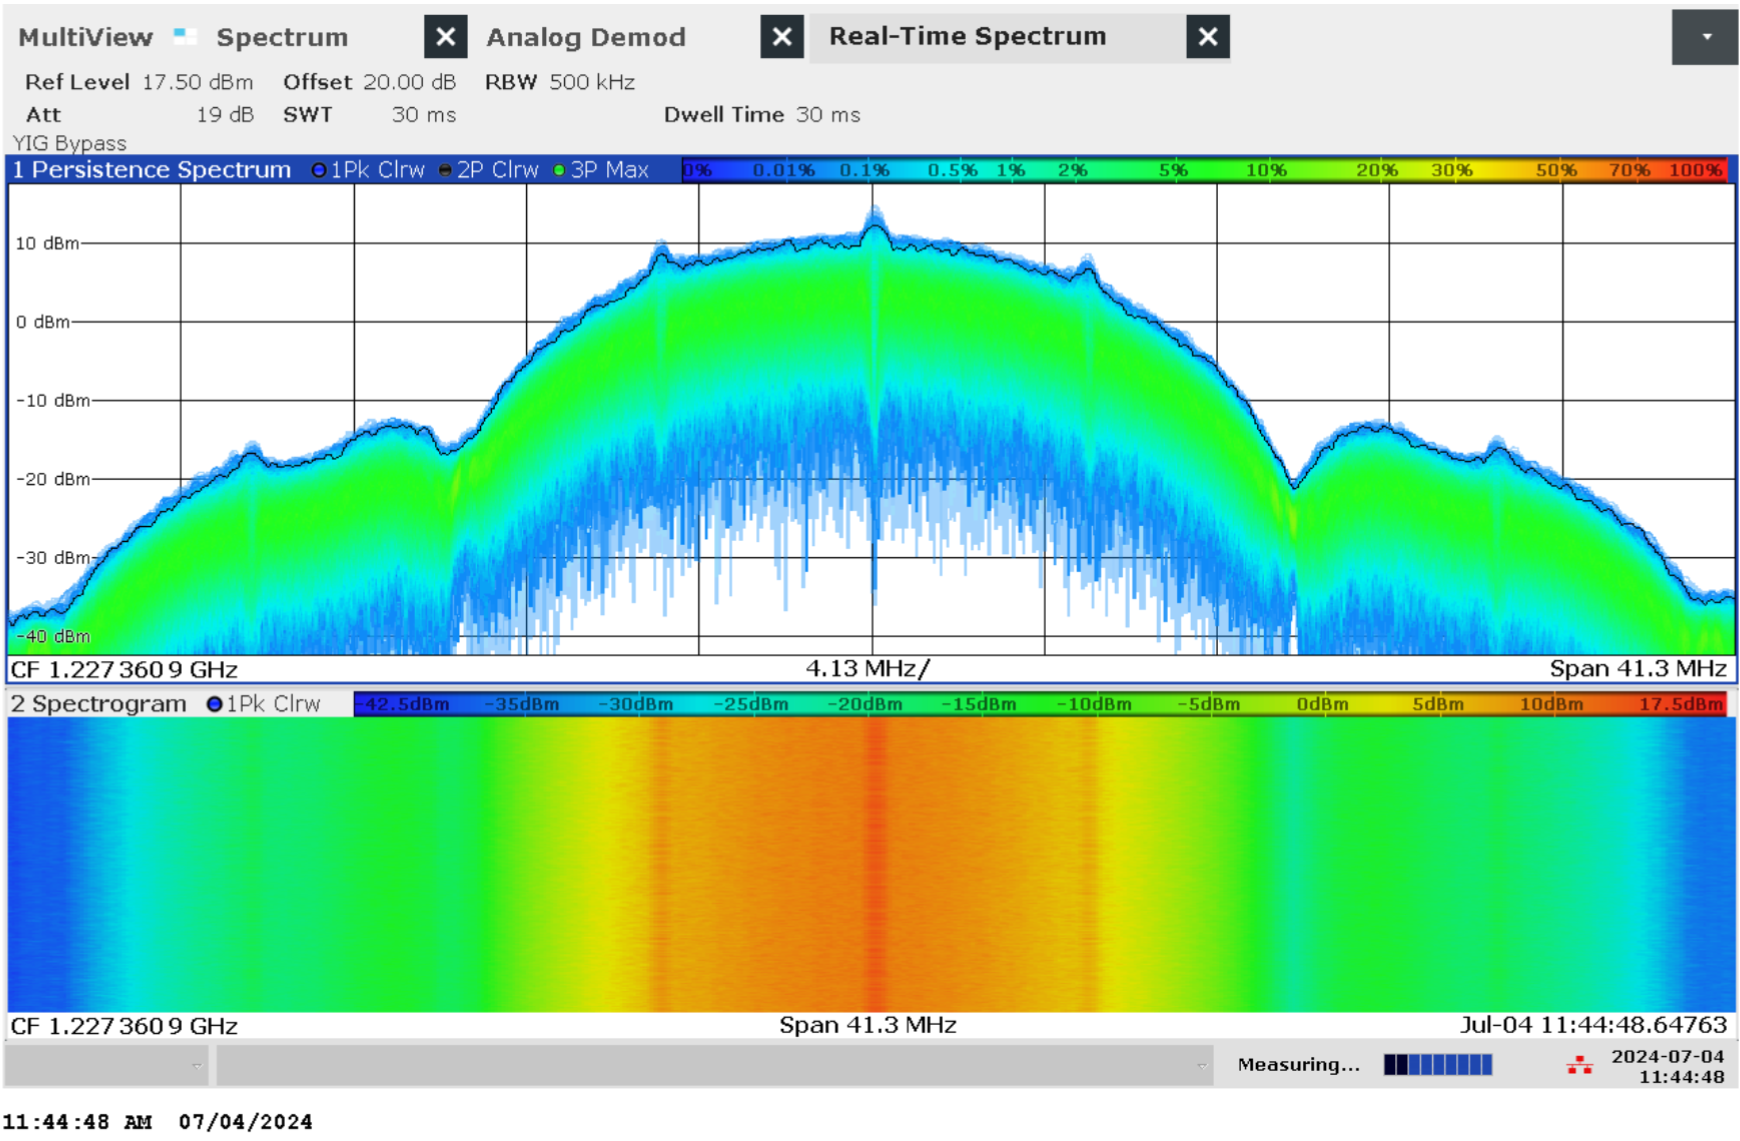 MultiView Spectrum Analog Demod Real-Time Spectrum
Ref Level 17.50 dBm Offset 20.00 dB RBW 500 kHz
Att 19 dB SWT 30 ms Dwell Time 30 ms
YIG Bypass
1 Persistence Spectrum 1Pk Clrw 2P Clrw 3P Max 0% 0.01% 0.1% 0.5% 1% 2% 5% 10% 20% 30% 50% 70% 100%
10 dBm
0 dBm
-10 dBm
-20 dBm
-30 dBm
-40 dBm
CF 1.2273609 GHz 4.13 MHz/ Span 41.3 MHz
2 Spectrogram 1Pk Clrw -42.5dBm -35dBm -30dBm -25dBm -20dBm -15dBm -10dBm -5dBm 0dBm 5dBm 10dBm 17.5dBm
CF 1.2273609 GHz Span 41.3 MHz Jul-04 11:44:48.64763
Measuring... 2024-07-04
11:44:48
11:44:48 AM 07/04/2024